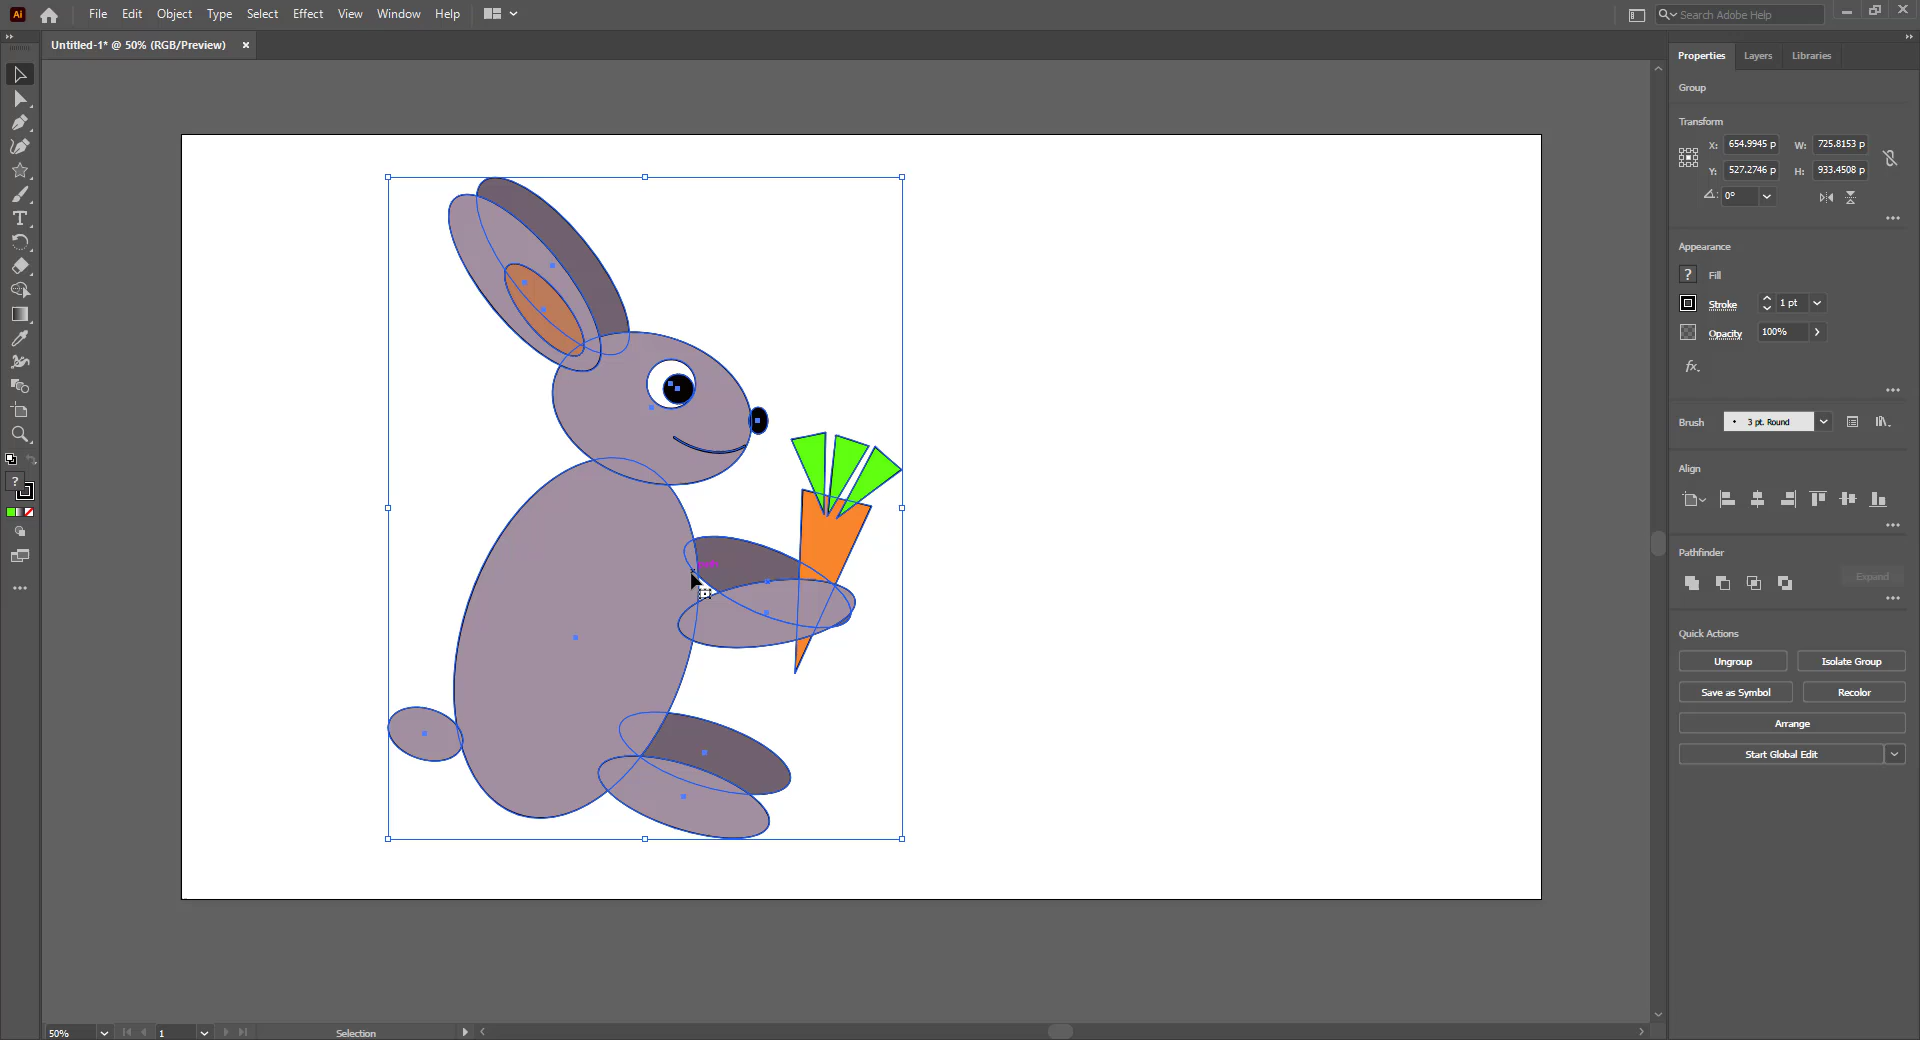 Ai File Edit Object Type Select Effect View Window Help Search Adobe Help
Untitled-1* @ 50% (RGB/Preview) ×
Properties Layers Libraries
Group
Transform
X: 654.9945 p W: 725.8153 p
Y: 527.2746 p H: 933.4508 p
0°
Appearance
? Fill
Stroke 1 pt
Opacity 100%
fx.
Brush 3 pt. Round
Align
Pathfinder
Expand
Quick Actions
Ungroup Isolate Group
Save as Symbol Recolor
Arrange
Start Global Edit
?
50% 1 Selection